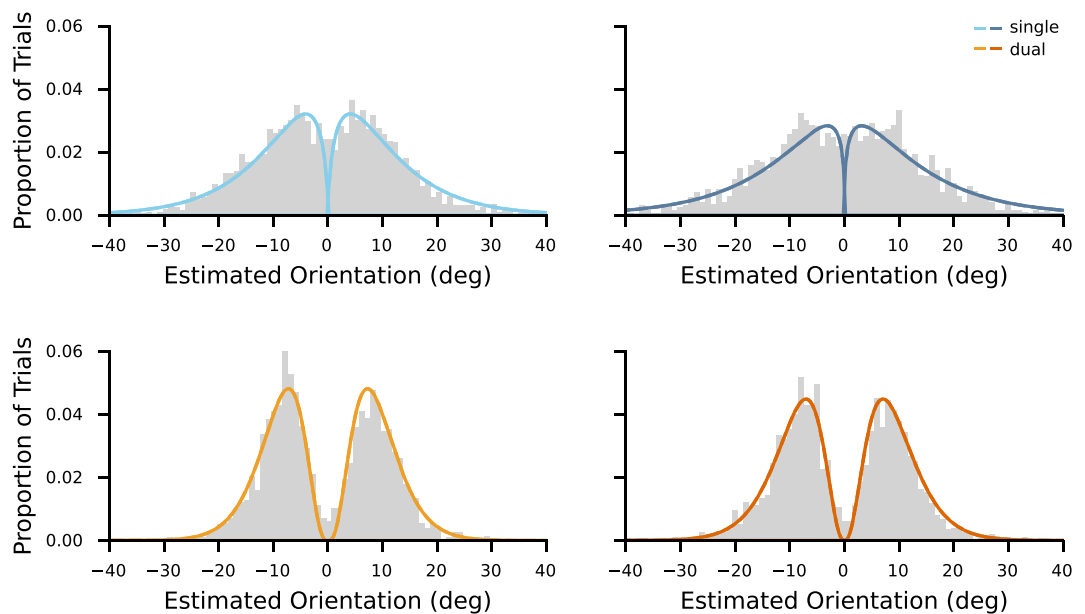 0.06
0.04
0.02
0.00
Proportion of Trials
−40 −30 −20 −10 0 10 20 30 40
Estimated Orientation (deg)
single
dual
−40 −30 −20 −10 0 10 20 30 40
Estimated Orientation (deg)
0.06
0.04
0.02
0.00
Proportion of Trials
−40 −30 −20 −10 0 10 20 30 40
Estimated Orientation (deg)
−40 −30 −20 −10 0 10 20 30 40
Estimated Orientation (deg)